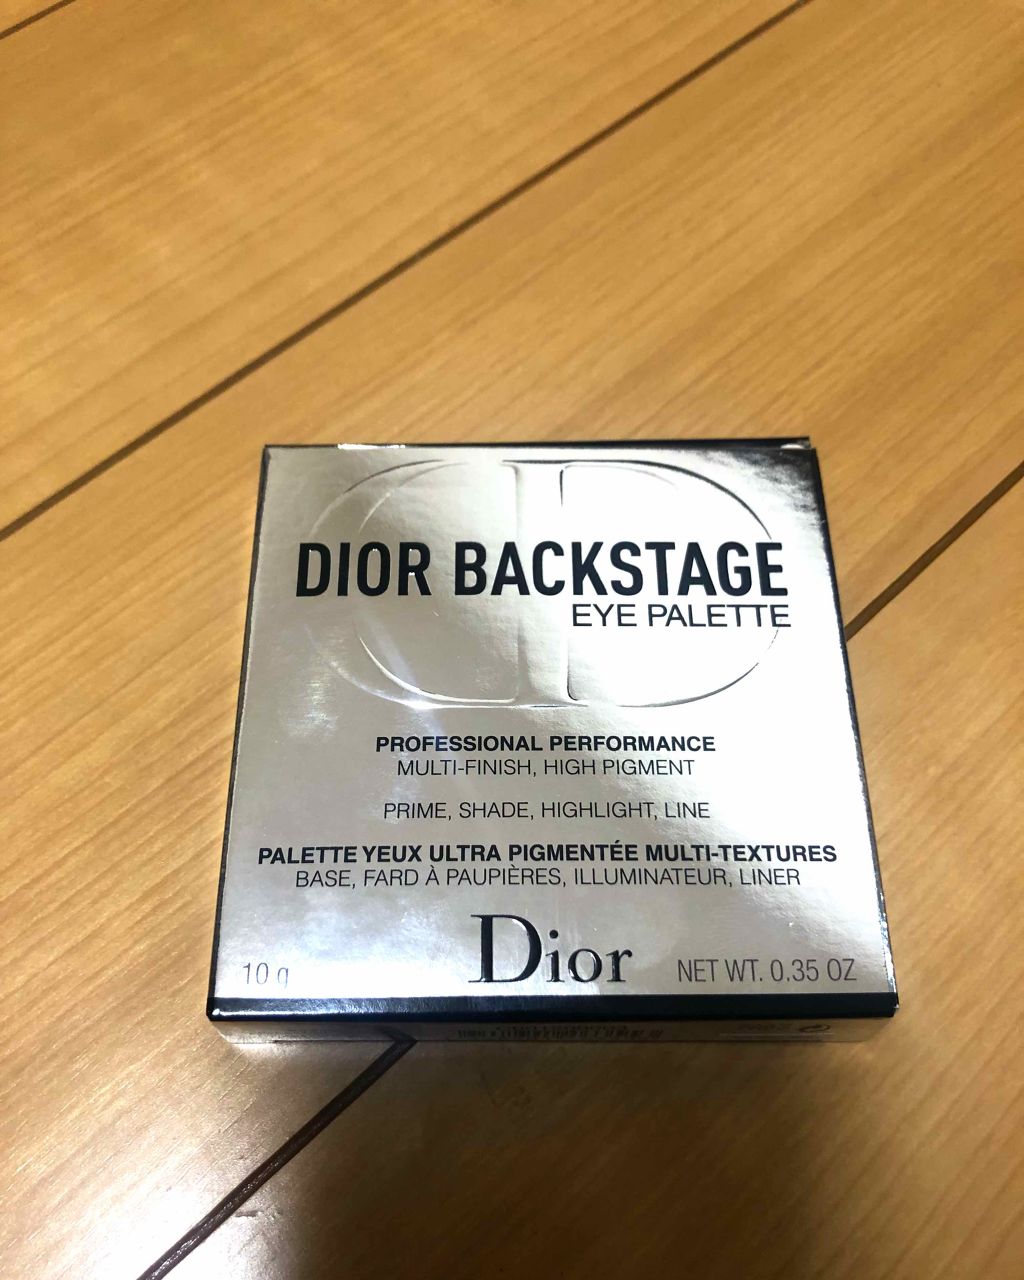 DIOR BACKSTAGE
EYE PALETTE
PROFESSIONAL PERFORMANCE
MULTI-FINISH, HIGH PIGMENT
PRIME, SHADE, HIGHLIGHT, LINE
PALETTE YEUX ULTRA PIGMENTÉE MULTI-TEXTURES
BASE, FARD À PAUPIÈRES, ILLUMINATEUR, LINER
Dior
10 g NET WT. 0.35 OZ